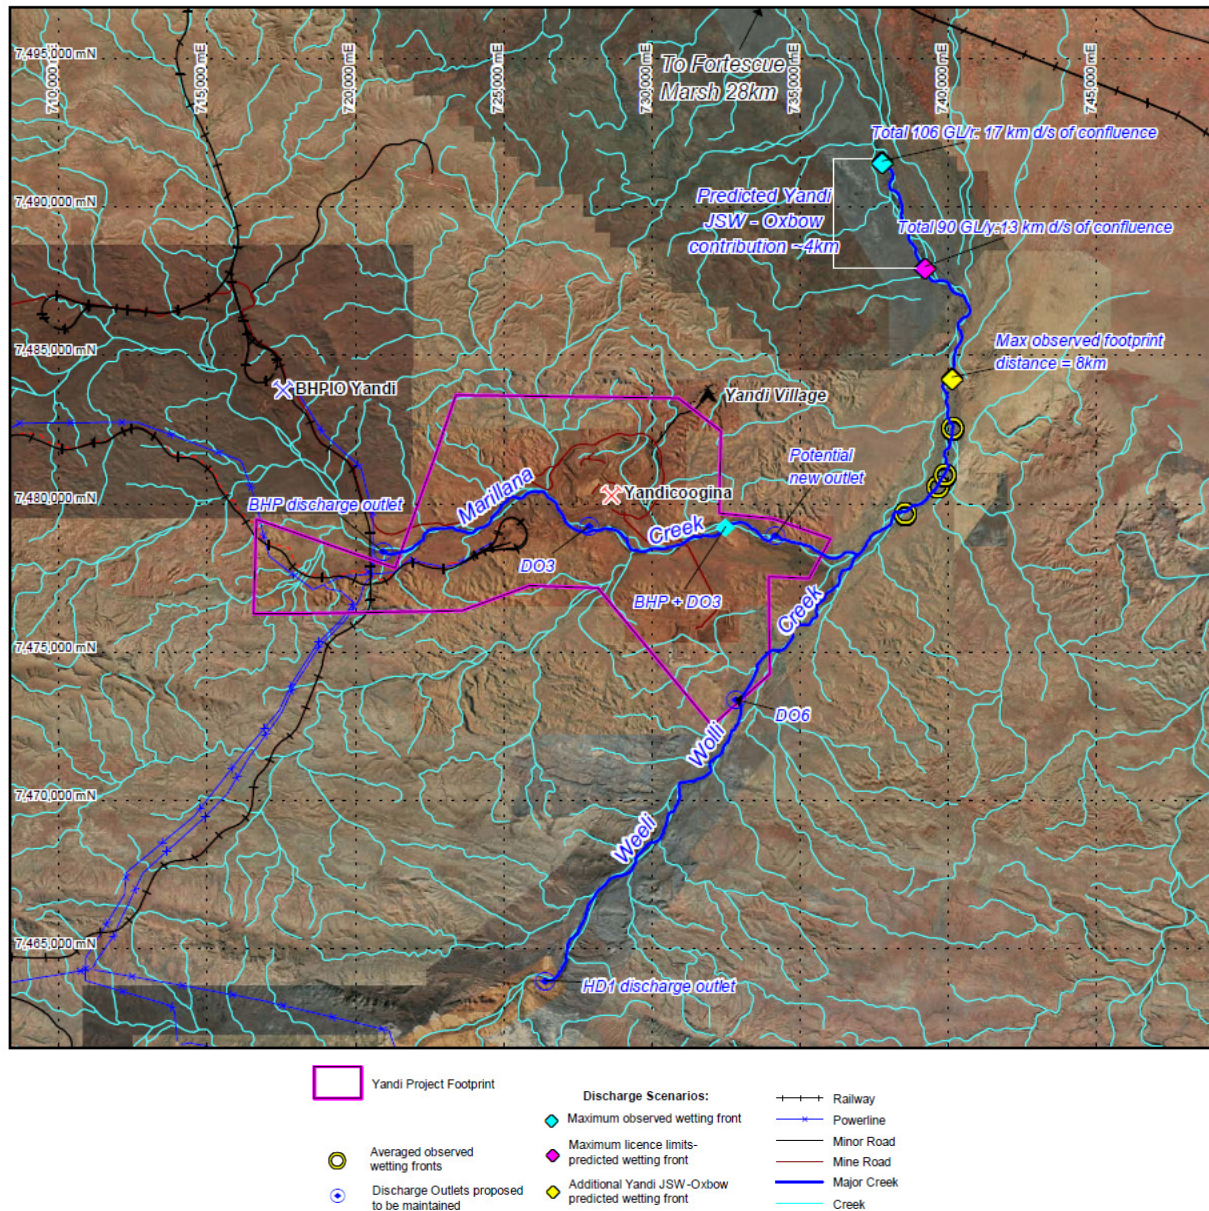 7,495,000 mN
7,490,000 mN
7,485,000 mN
7,480,000 mN
7,475,000 mN
7,470,000 mN
7,465,000 mN
710,000 mE
715,000 mE
720,000 mE
725,000 mE
730,000 mE
735,000 mE
740,000 mE
745,000 mE
To Fortescue
Marsh 28km
Total 106 GL/r: 17 km d/s of confluence
Predicted Yandi
JSW - Oxbow
contribution ~4km
Total 90 GL/y:13 km d/s of confluence
Max observed footprint
distance = 8km
BHPIO Yandi
Yandi Village
Potential
new outlet
BHP discharge outlet
Marillana
Yandicoogina
Creek
DO3
BHP + DO3
Creek
DO6
Wolli
Weeli
HD1 discharge outlet
Yandi Project Footprint
Averaged observed
wetting fronts
Discharge Outlets proposed
to be maintained
Discharge Scenarios:
Maximum observed wetting front
Maximum licence limits-
predicted wetting front
Additional Yandi JSW-Oxbow
predicted wetting front
Railway
Powerline
Minor Road
Mine Road
Major Creek
Creek